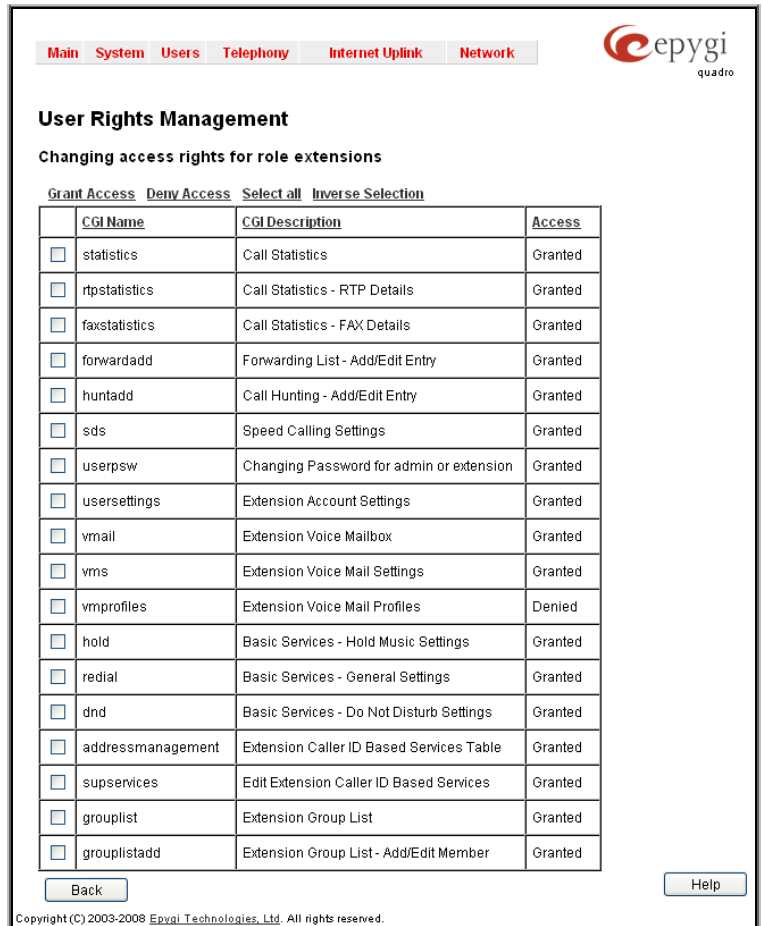 Main System Users Telephony Internet Uplink Network
epygi
quadro
User Rights Management
Changing access rights for role extensions
Grant Access Deny Access Select all Inverse Selection
CGI Name CGI Description Access
statistics Call Statistics Granted
rtpstatistics Call Statistics - RTP Details Granted
faxstatistics Call Statistics - FAX Details Granted
forwardadd Forwarding List - Add/Edit Entry Granted
huntadd Call Hunting - Add/Edit Entry Granted
sds Speed Calling Settings Granted
userpsw Changing Password for admin or extension Granted
usersettings Extension Account Settings Granted
vmail Extension Voice Mailbox Granted
vms Extension Voice Mail Settings Granted
vmprofiles Extension Voice Mail Profiles Denied
hold Basic Services - Hold Music Settings Granted
redial Basic Services - General Settings Granted
dnd Basic Services - Do Not Disturb Settings Granted
addressmanagement Extension Caller ID Based Services Table Granted
supservices Edit Extension Caller ID Based Services Granted
grouplist Extension Group List Granted
grouplistadd Extension Group List - Add/Edit Member Granted
Back Help
Copyright (C) 2003-2008 Epygi Technologies, Ltd. All rights reserved.